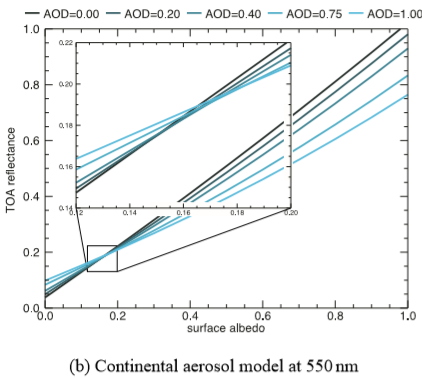 AOD=0.00 AOD=0.20 AOD=0.40 AOD=0.75 AOD=1.00
1.0
0.8
0.6
0.4
0.2
0.0
TOA reflectance
0.22
0.20
0.18
0.16
0.14
0.12 0.14 0.16 0.18 0.20
0.0 0.2 0.4 0.6 0.8 1.0
surface albedo
(b) Continental aerosol model at 550 nm